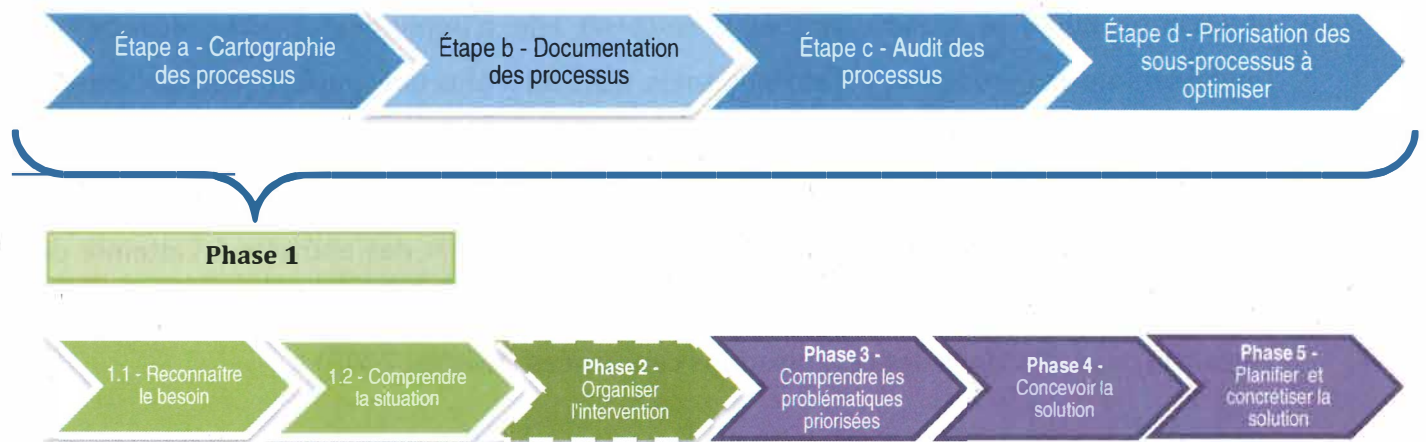 Étape a - Cartographie
des processus
Étape b - Documentation
des processus
Étape c - Audit des
processus
Étape d - Priorisation des
sous-processus à
optimiser
Phase 1
1.1 - Reconnaître
le besoin
1.2 - Comprendre
la situation
Phase 2 -
Organiser
l'intervention
Phase 3 -
Comprendre les
problématiques
priorisées
Phase 4 -
Concevoir la
solution
Phase 5 -
Planifier et
concrétiser la
solution